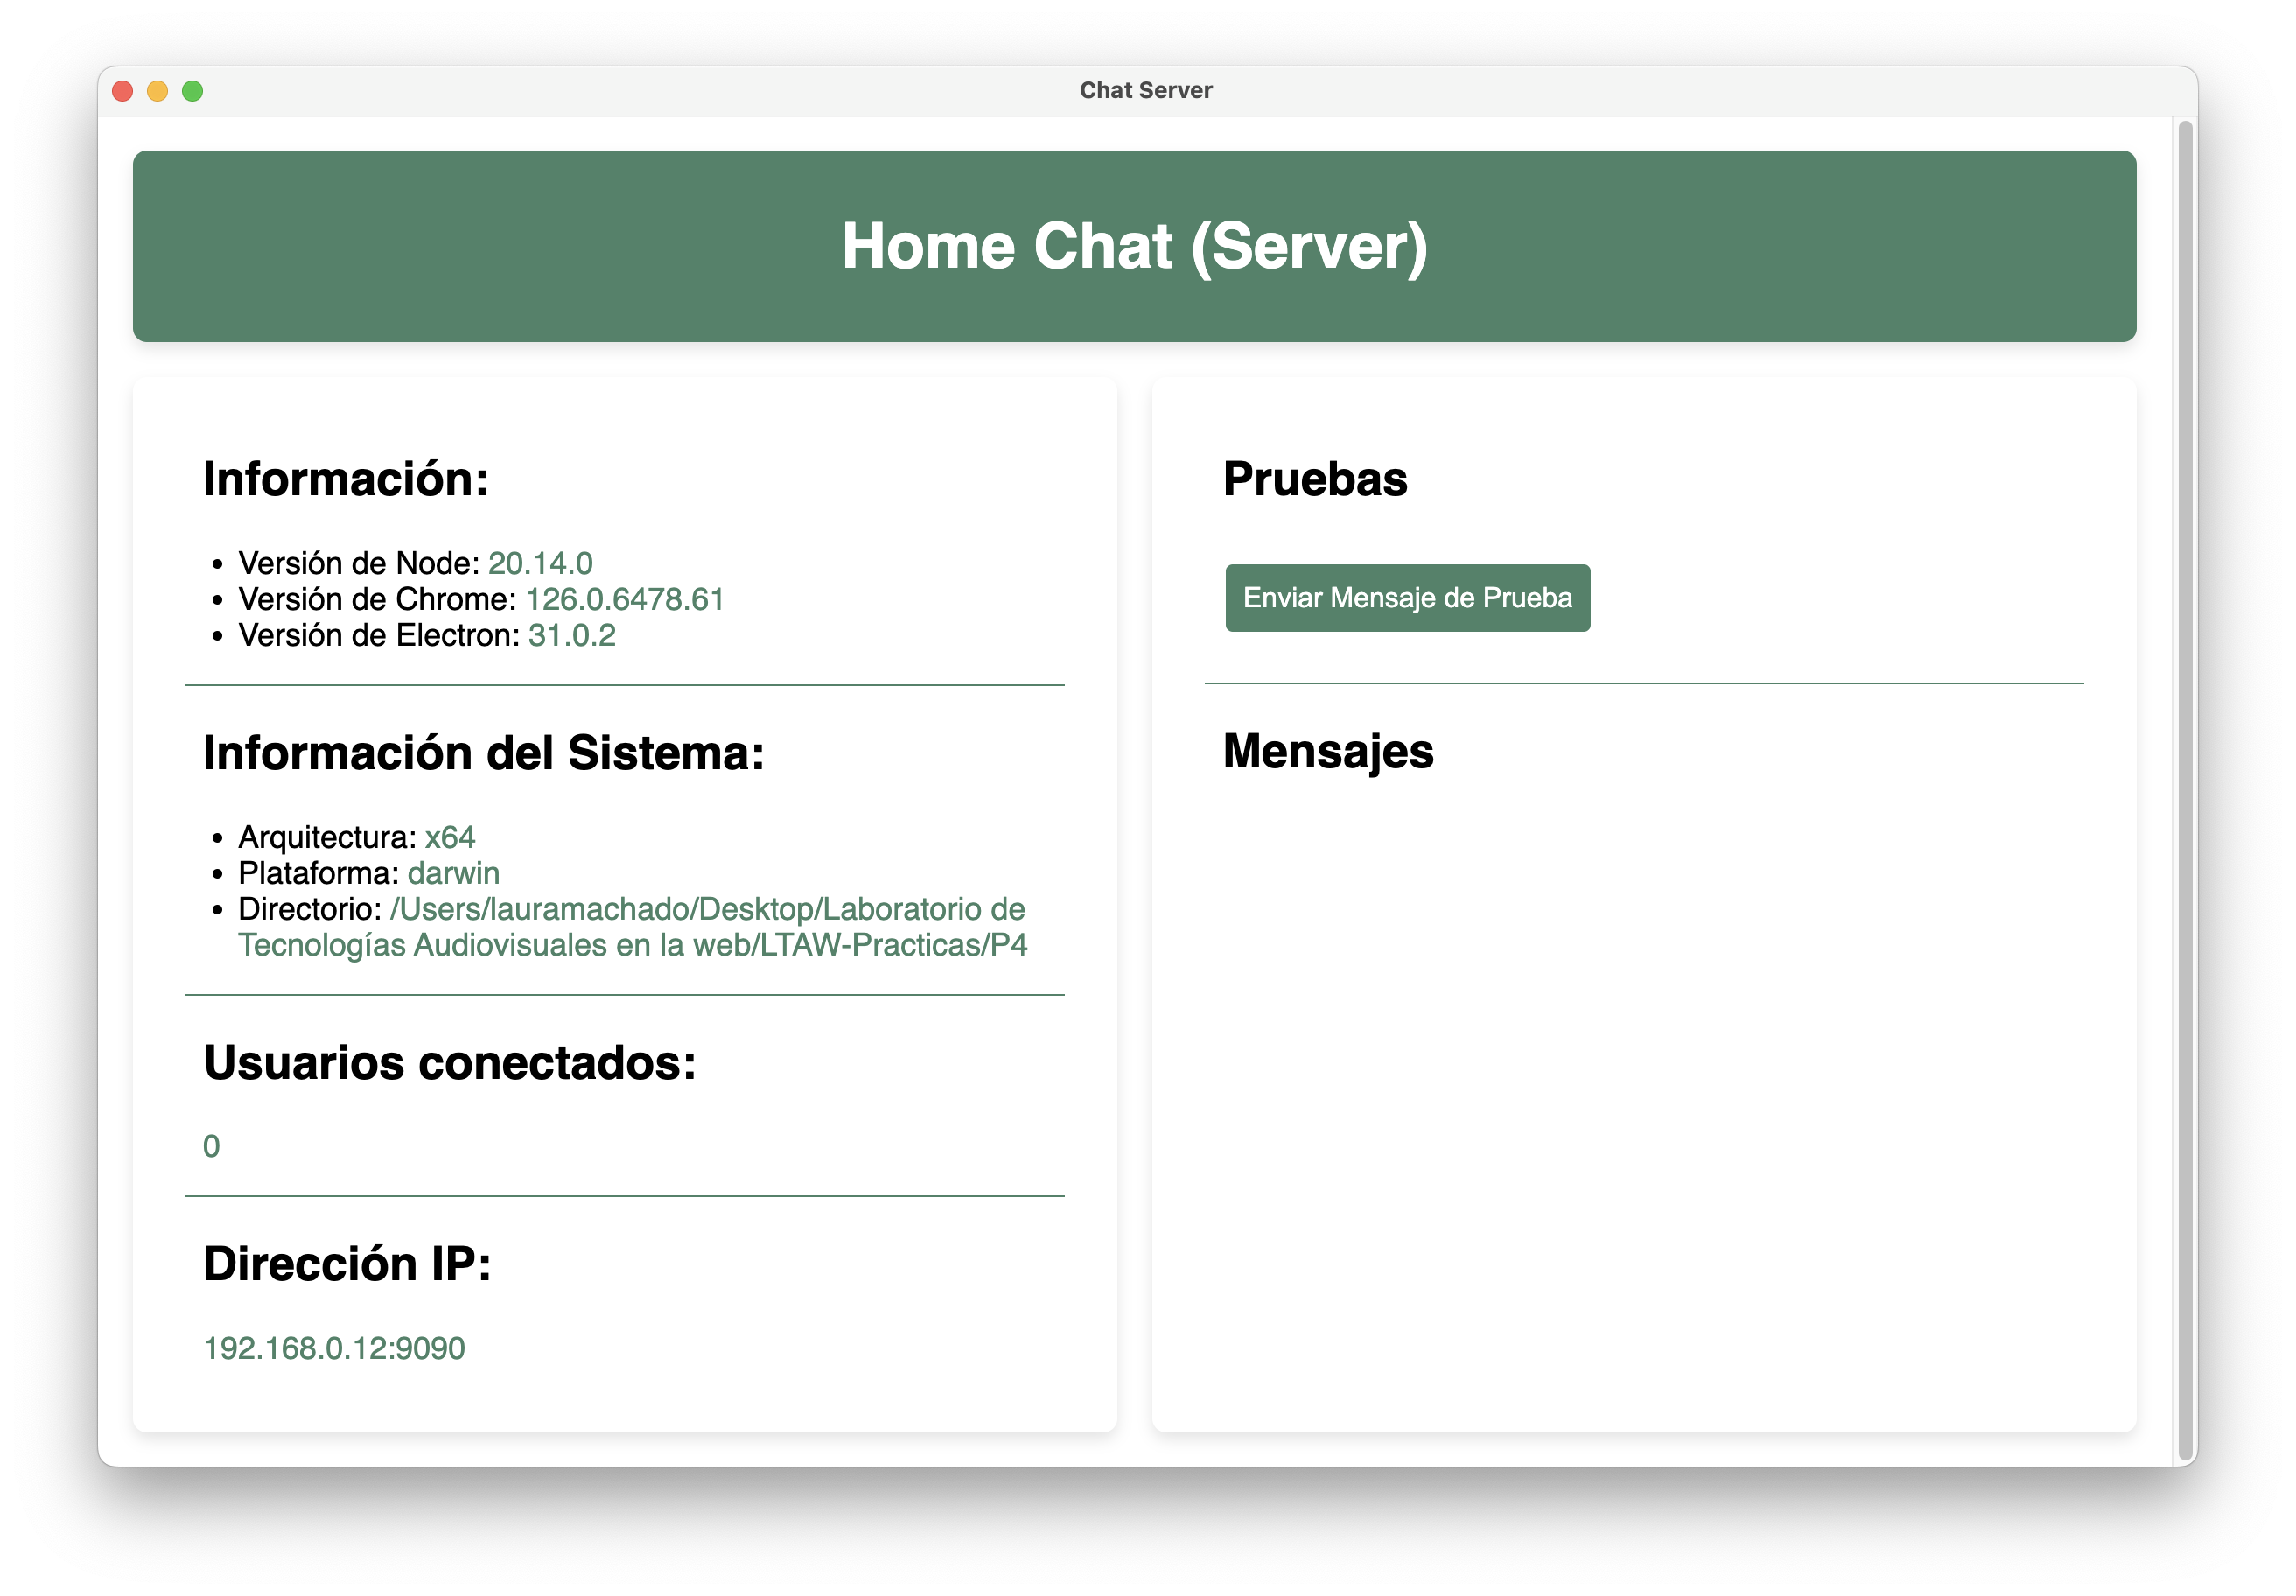 Chat Server
Home Chat (Server)
Información:
Versión de Node: 20.14.0
Versión de Chrome: 126.0.6478.61
Versión de Electron: 31.0.2
Información del Sistema:
Arquitectura: x64
Plataforma: darwin
Directorio: /Users/lauramachado/Desktop/Laboratorio de
Tecnologías Audiovisuales en la web/LTAW-Practicas/P4
Usuarios conectados:
0
Dirección IP:
192.168.0.12:9090
Pruebas
Enviar Mensaje de Prueba
Mensajes